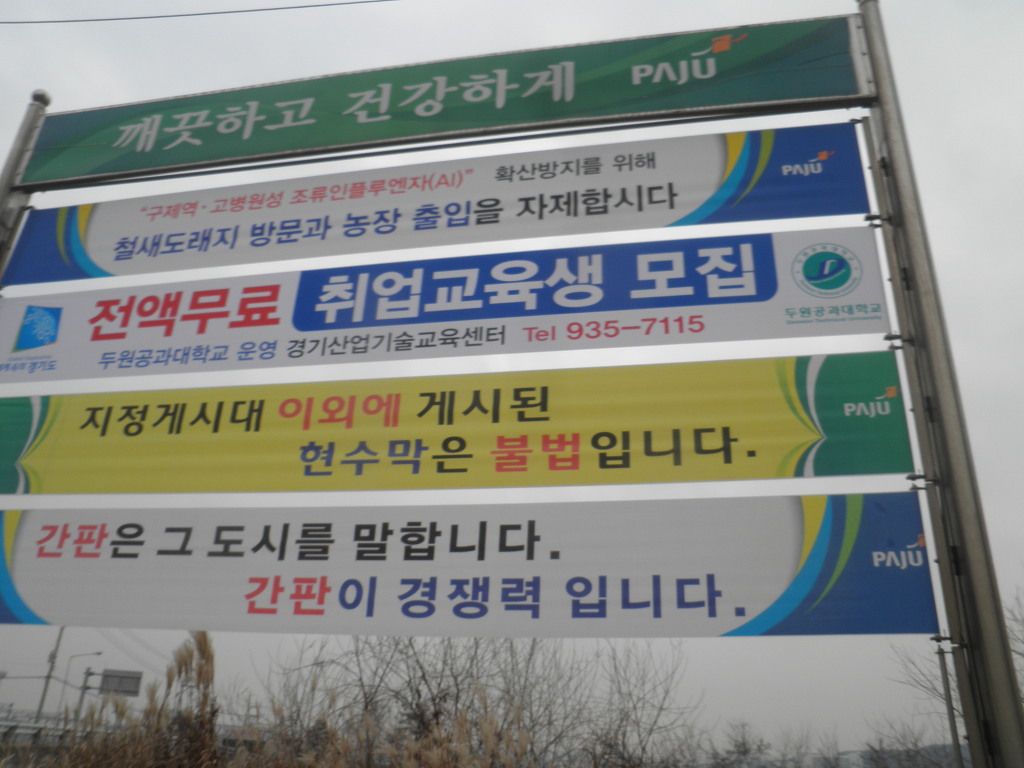 깨끗하고 건강하게 PAJU
"구제역·고병원성 조류인플루엔자(AI)" 확산방지를 위해
철새도래지 방문과 농장 출입을 자제합시다
PAJU
전액무료 취업교육생 모집
두원공과대학교 운영 경기산업기술교육센터 Tel 935-7115
경기도
두원공과대학교
지정게시대 이외에 게시된
현수막은 불법입니다.
PAJU
간판은 그 도시를 말합니다.
간판이 경쟁력 입니다.
PAJU